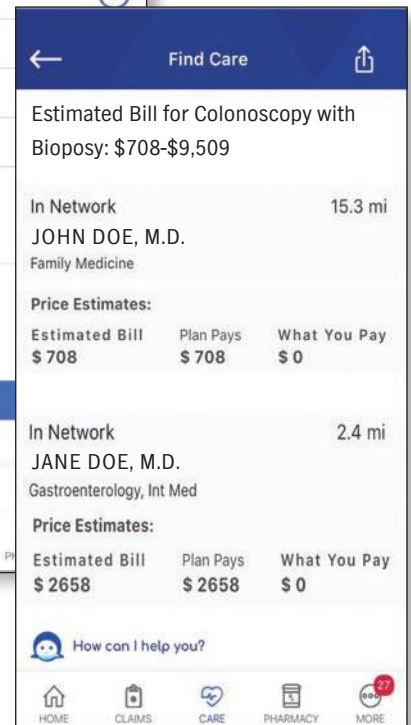 Find Care
Estimated Bill for Colonoscopy with
Bioposy: $708-$9,509
In Network 15.3 mi
JOHN DOE, M.D.
Family Medicine
Price Estimates:
Estimated Bill Plan Pays What You Pay
$ 708 $ 708 $ 0
In Network 2.4 mi
JANE DOE, M.D.
Gastroenterology, Int Med
Price Estimates:
Estimated Bill Plan Pays What You Pay
$ 2658 $ 2658 $ 0
How can I help you?
27
HOME CLAIMS CARE PHARMACY MORE